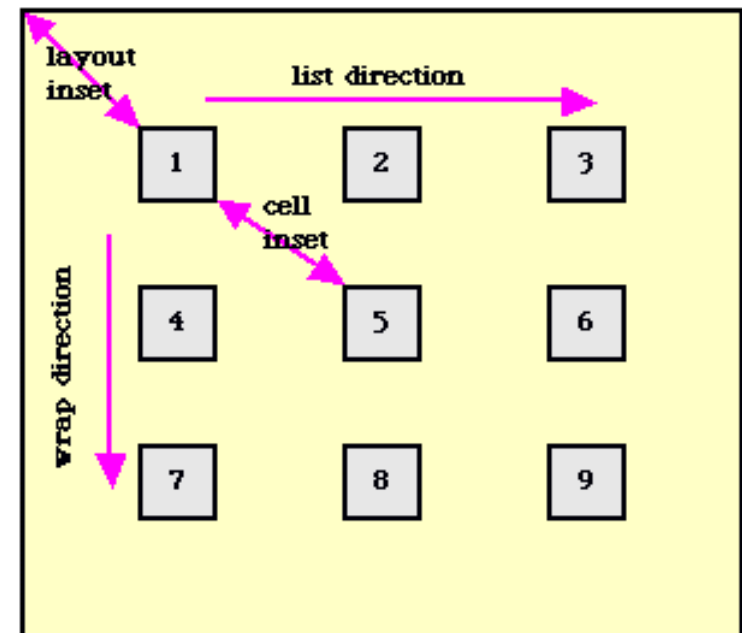 layout
inset
list direction
1 2 3
cell
inset
wrap direction
4 5 6
7 8 9